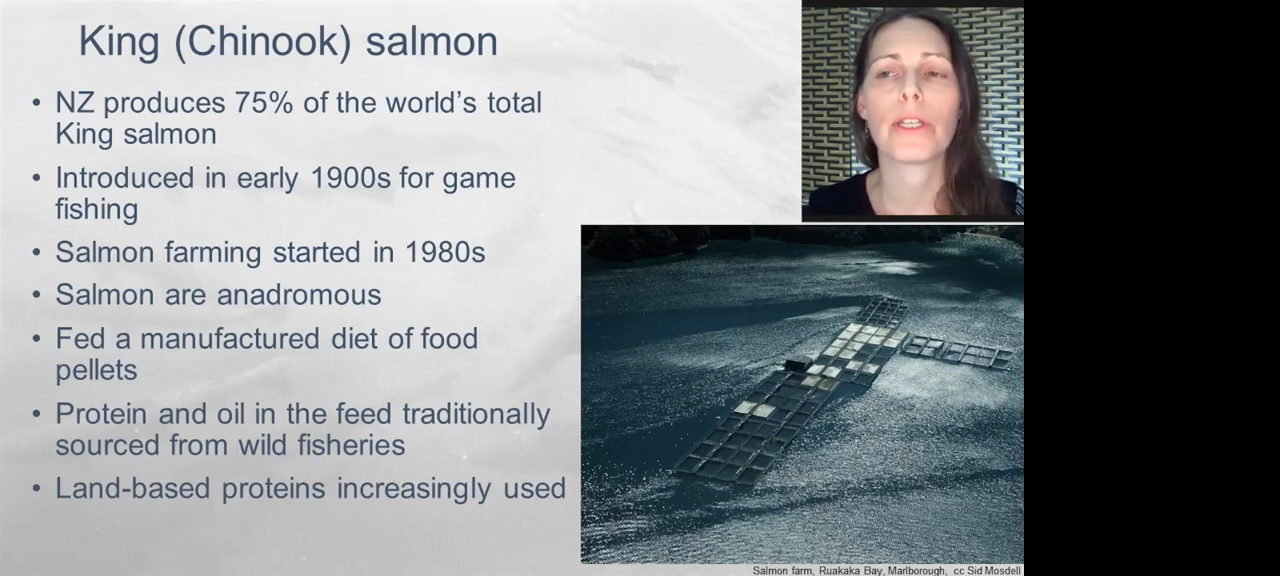 King (Chinook) salmon
• NZ produces 75% of the world's total
King salmon
• Introduced in early 1900s for game
fishing
• Salmon farming started in 1980s
• Salmon are anadromous
• Fed a manufactured diet of food
pellets
• Protein and oil in the feed traditionally
sourced from wild fisheries
• Land-based proteins increasingly used
Salmon farm, Ruakaka Bay, Marlborough, cc Sid Mosdell